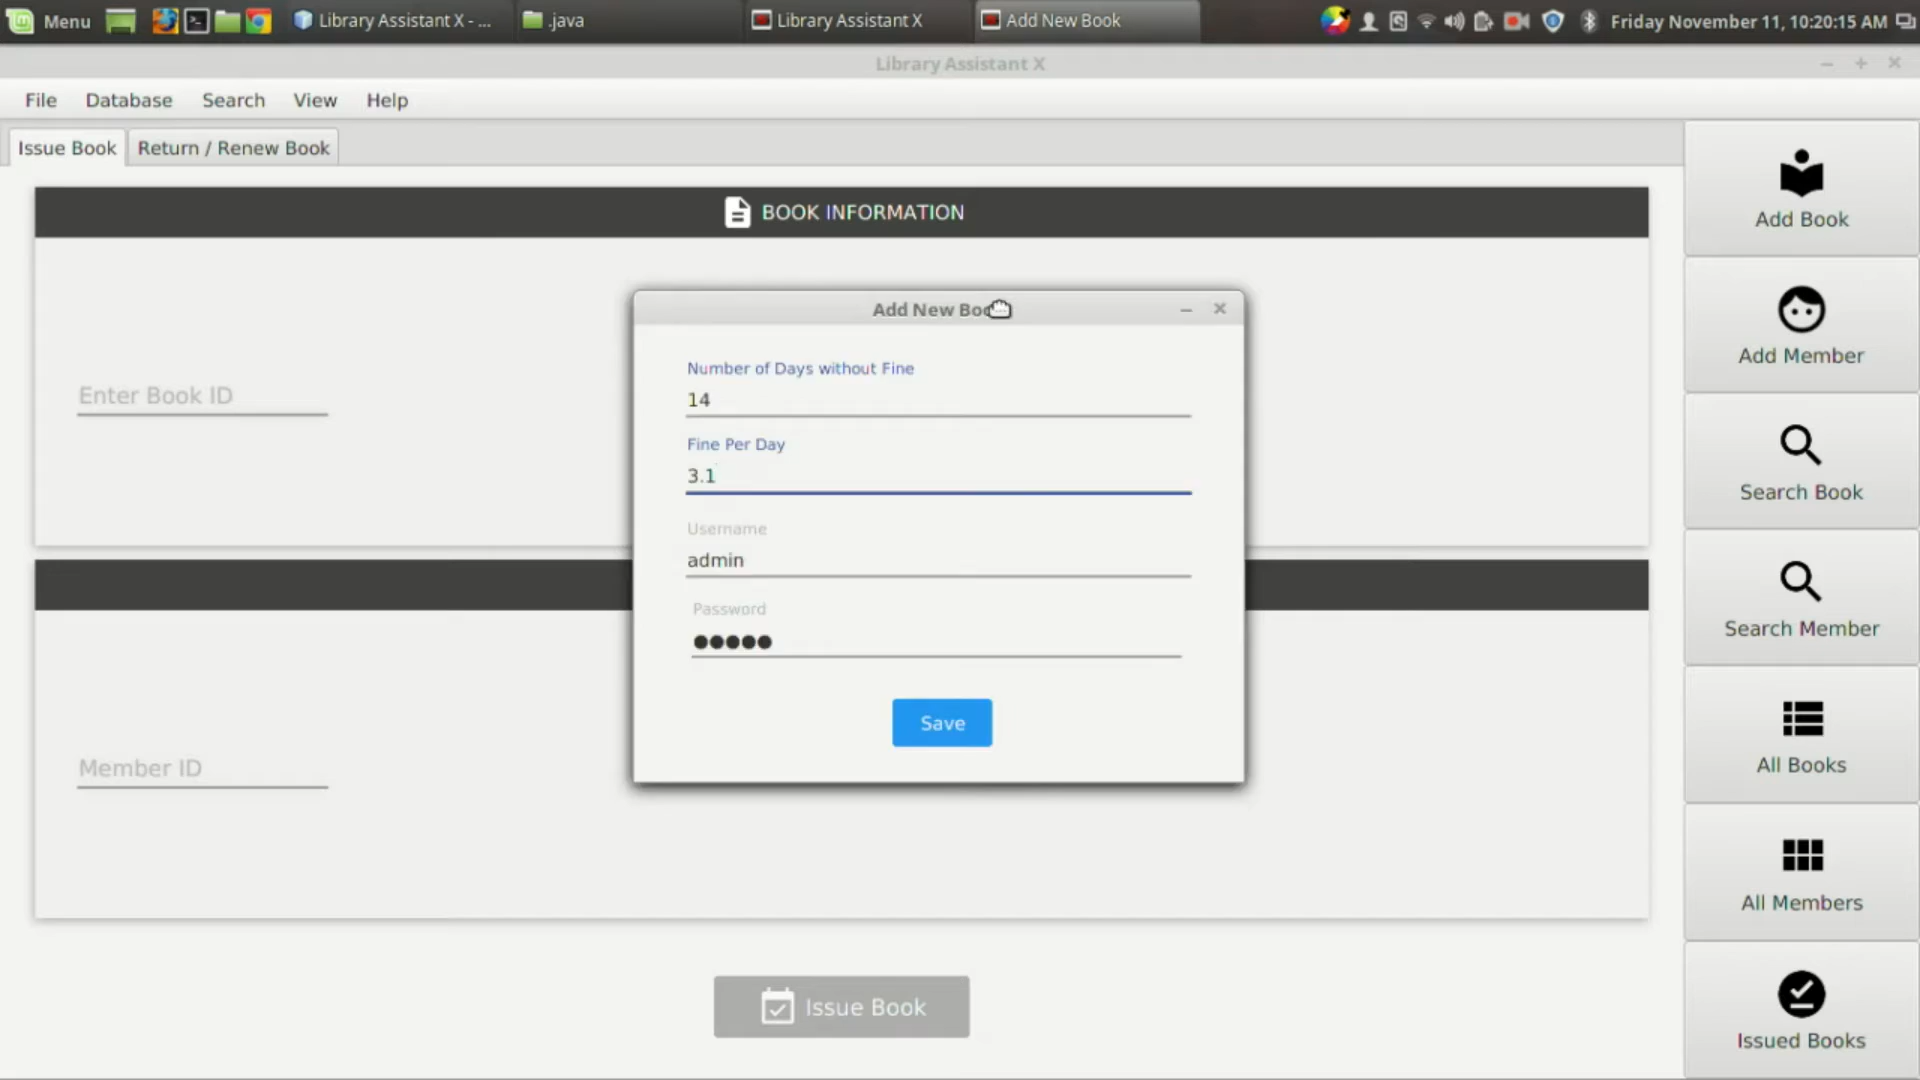 Menu
Library Assistant X - ...
.java
Library Assistant X
Add New Book
Friday November 11, 10:20:15 AM
Library Assistant X
File
Database
Search
View
Help
Issue Book
Return / Renew Book
BOOK INFORMATION
Enter Book ID
Add New Boo
Number of Days without Fine
14
Fine Per Day
3.1
Username
admin
Password
●●●●●
Save
Member ID
Issue Book
Add Book
Add Member
Search Book
Search Member
All Books
All Members
Issued Books